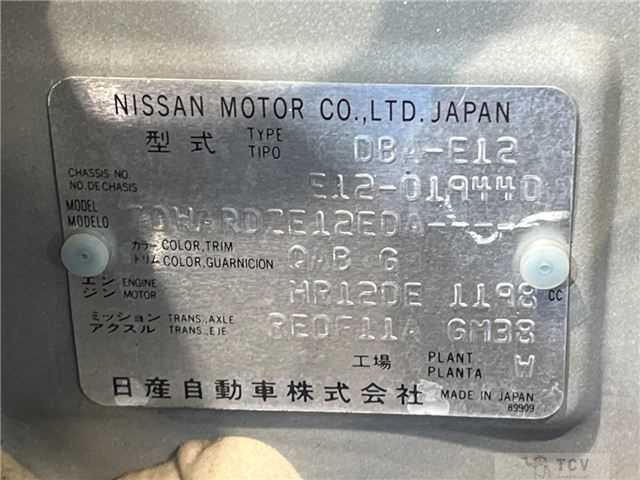 NISSAN MOTOR CO.,LTD. JAPAN
型式 TYPE TIPO DBA-E12
CHASSIS NO. NO. DE CHASIS E12-019440
MODEL MODELO
カラー COLOR, TRIM
トリム COLOR, GUARNICION QAB G
エンジン ENGINE MOTOR HR12DE 1198 CC
ミッション TRANS., AXLE
アクスル TRANS., EJE RE0F11A GM38
工場 PLANT PLANTA W
日産自動車株式会社 MADE IN JAPAN
89909
TCV